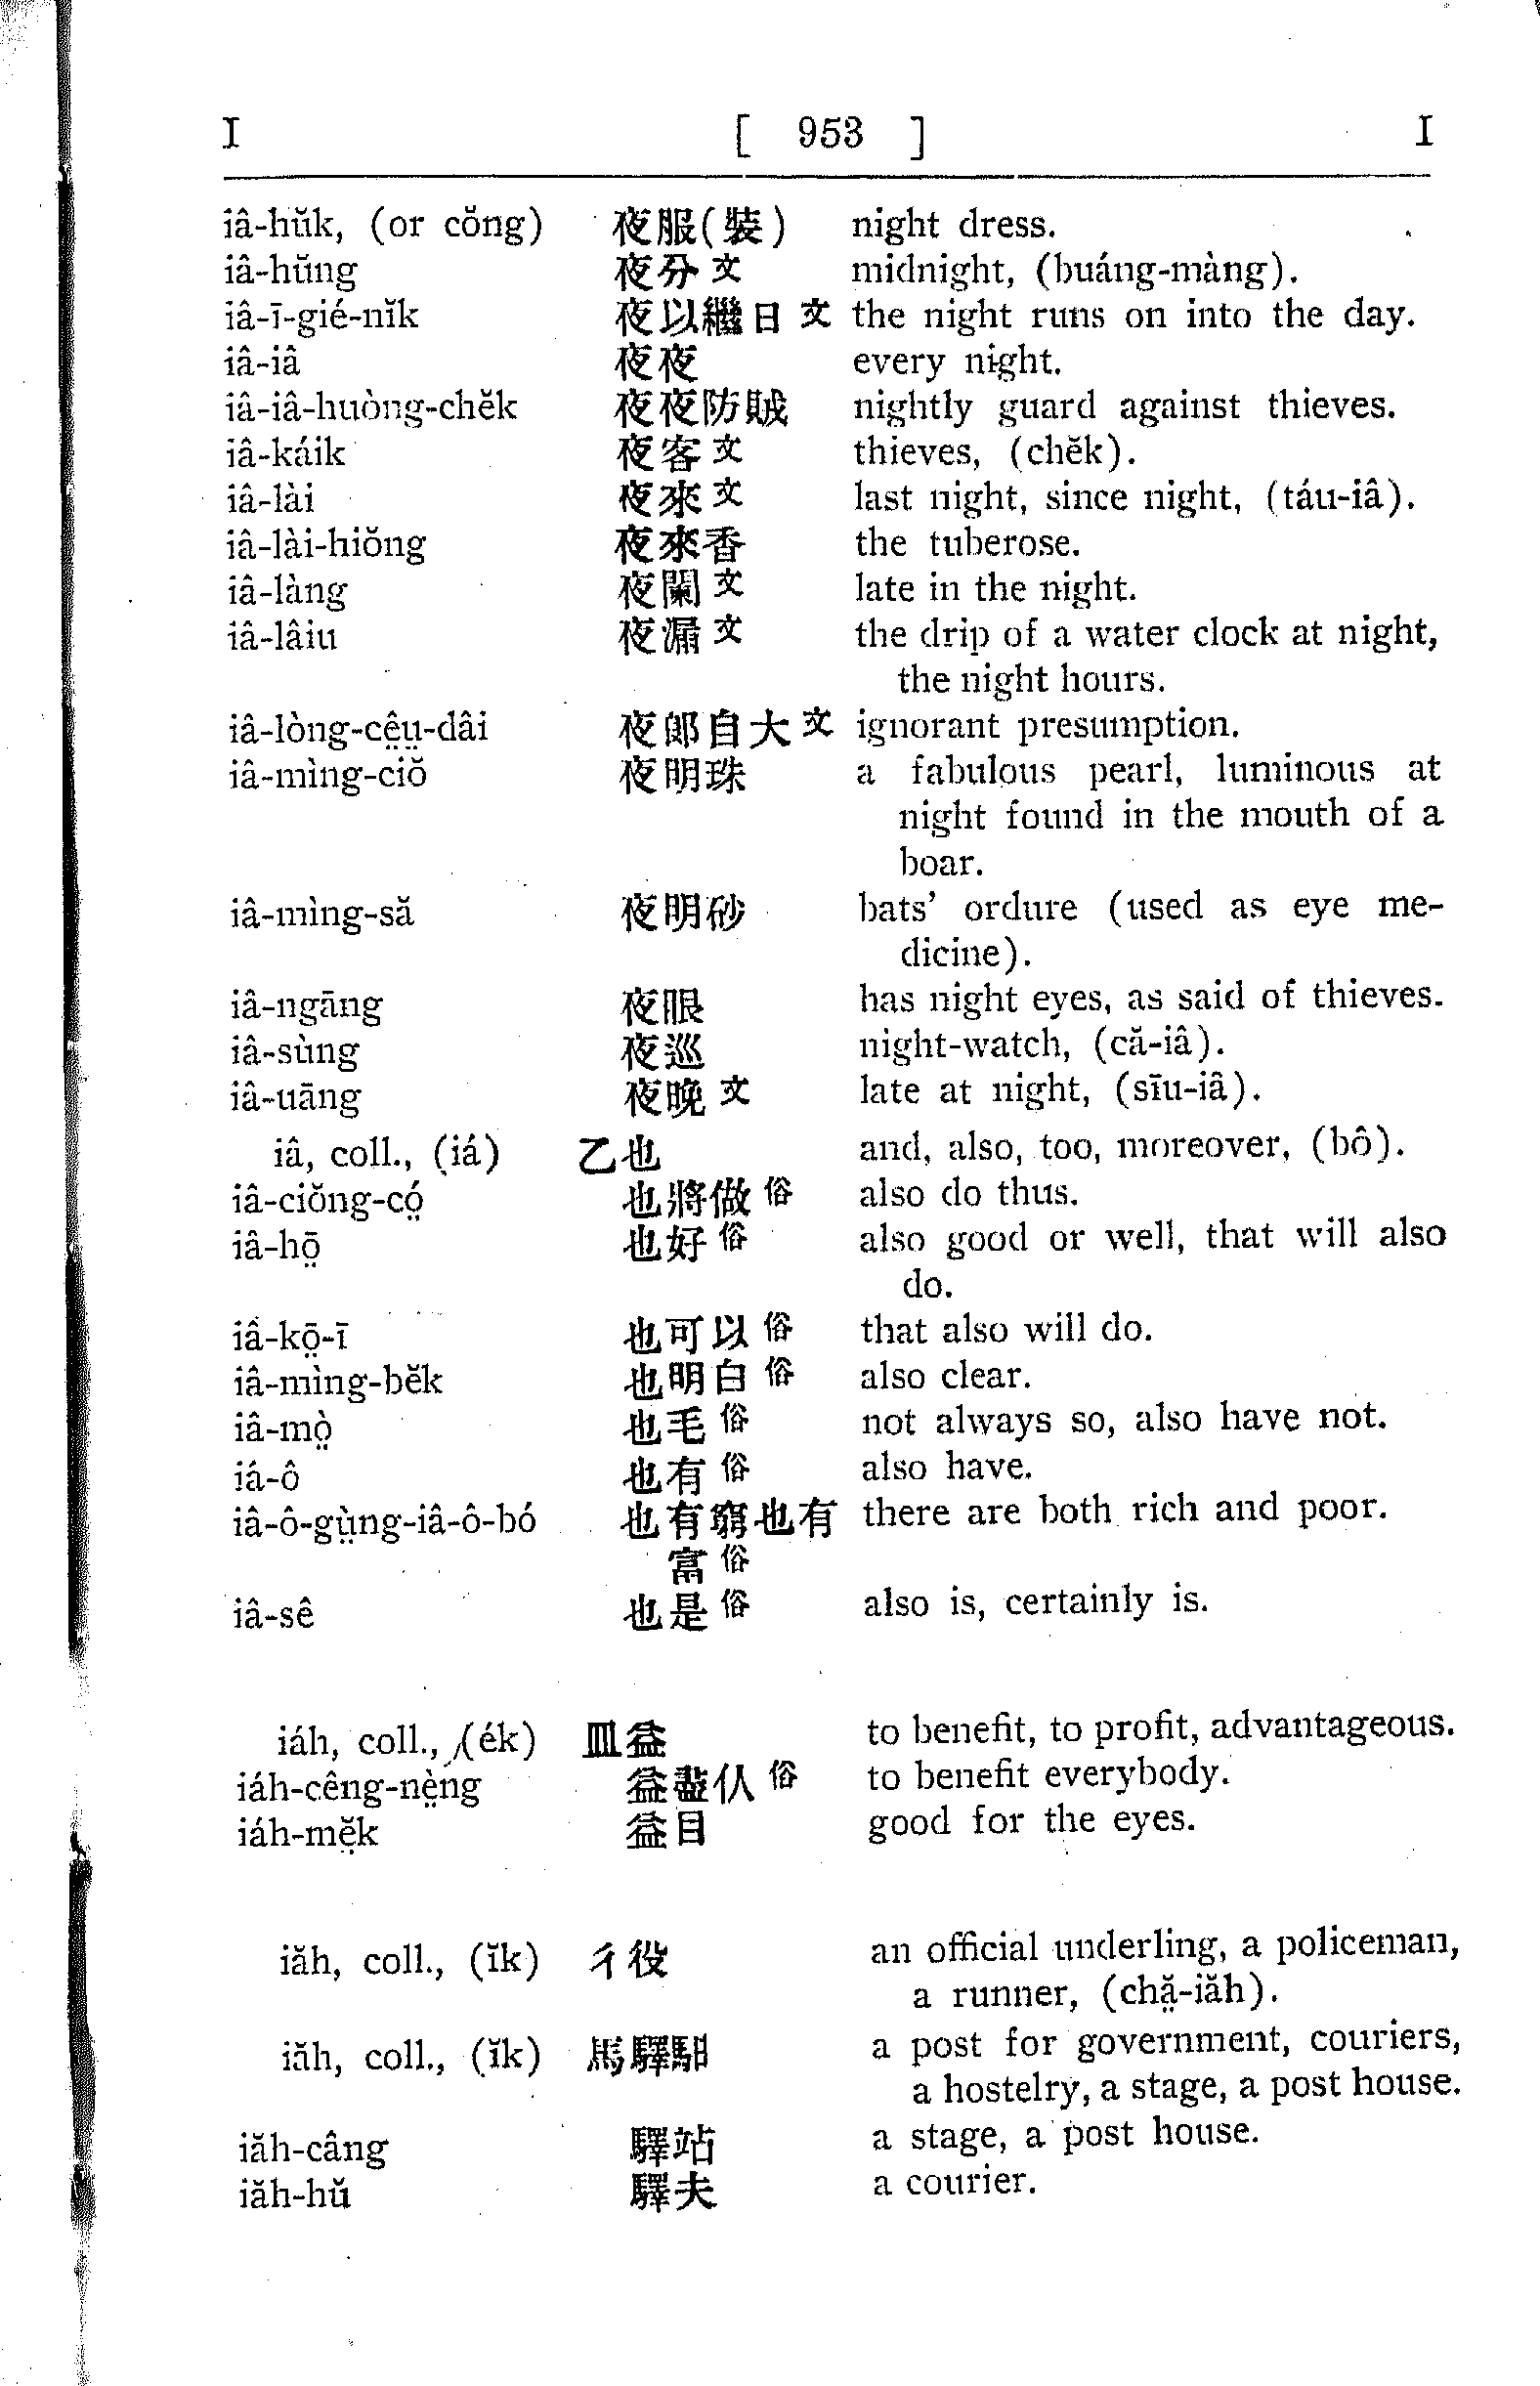 I [ 953 ] I
iâ-hŭk, (or cŏng) 夜服(裝) night dress.
iâ-hŭng 夜分文 midnight, (buáng-màng).
iâ-ī-gié-nĭk 夜以繼日文 the night runs on into the day.
iâ-iâ 夜夜 every night.
iâ-iâ-huòng-chĕk 夜夜防賊 nightly guard against thieves.
iâ-káik 夜客文 thieves, (chĕk).
iâ-lài 夜來文 last night, since night, (táu-iâ).
iâ-lài-hiŏng 夜來香 the tuberose.
iâ-làng 夜闌文 late in the night.
iâ-lâiu 夜漏文 the drip of a water clock at night,
the night hours.
iâ-lòng-cê̤ṳ-dâi 夜郎自大文 ignorant presumption.
iâ-mìng-ciŏ 夜明珠 a fabulous pearl, luminous at
night found in the mouth of a
boar.
iâ-mìng-să 夜明砂 bats' ordure (used as eye me-
dicine).
iâ-ngāng 夜眼 has night eyes, as said of thieves.
iâ-sùng 夜巡 night-watch, (că-iâ).
iâ-uāng 夜晚文 late at night, (sīu-iâ).
iâ, coll., (iá) 乙也 and, also, too, moreover, (bô).
iâ-ciŏng-có̤ 也將做俗 also do thus.
iâ-hō̤ 也好俗 also good or well, that will also
do.
iâ-kō̤-ī 也可以俗 that also will do.
iâ-mìng-bĕk 也明白俗 also clear.
iâ-mò̤ 也毛俗 not always so, also have not.
iá-ô 也有俗 also have.
iâ-ô-gṳ̀ng-iâ-ô-bó 也有窮也有 there are both rich and poor.
富俗
iâ-sê 也是俗 also is, certainly is.
iáh, coll., (ék) 皿益 to benefit, to profit, advantageous.
iáh-cêng-nè̤ng 益盡仈俗 to benefit everybody.
iáh-mĕ̤k 益目 good for the eyes.
iăh, coll., (ĭk) 彳役 an official underling, a policeman,
a runner, (chă̤-iăh).
iăh, coll., (ĭk) 馬驛馹 a post for government, couriers,
a hostelry, a stage, a post house.
iăh-câng 驛站 a stage, a post house.
iăh-hŭ 驛夫 a courier.